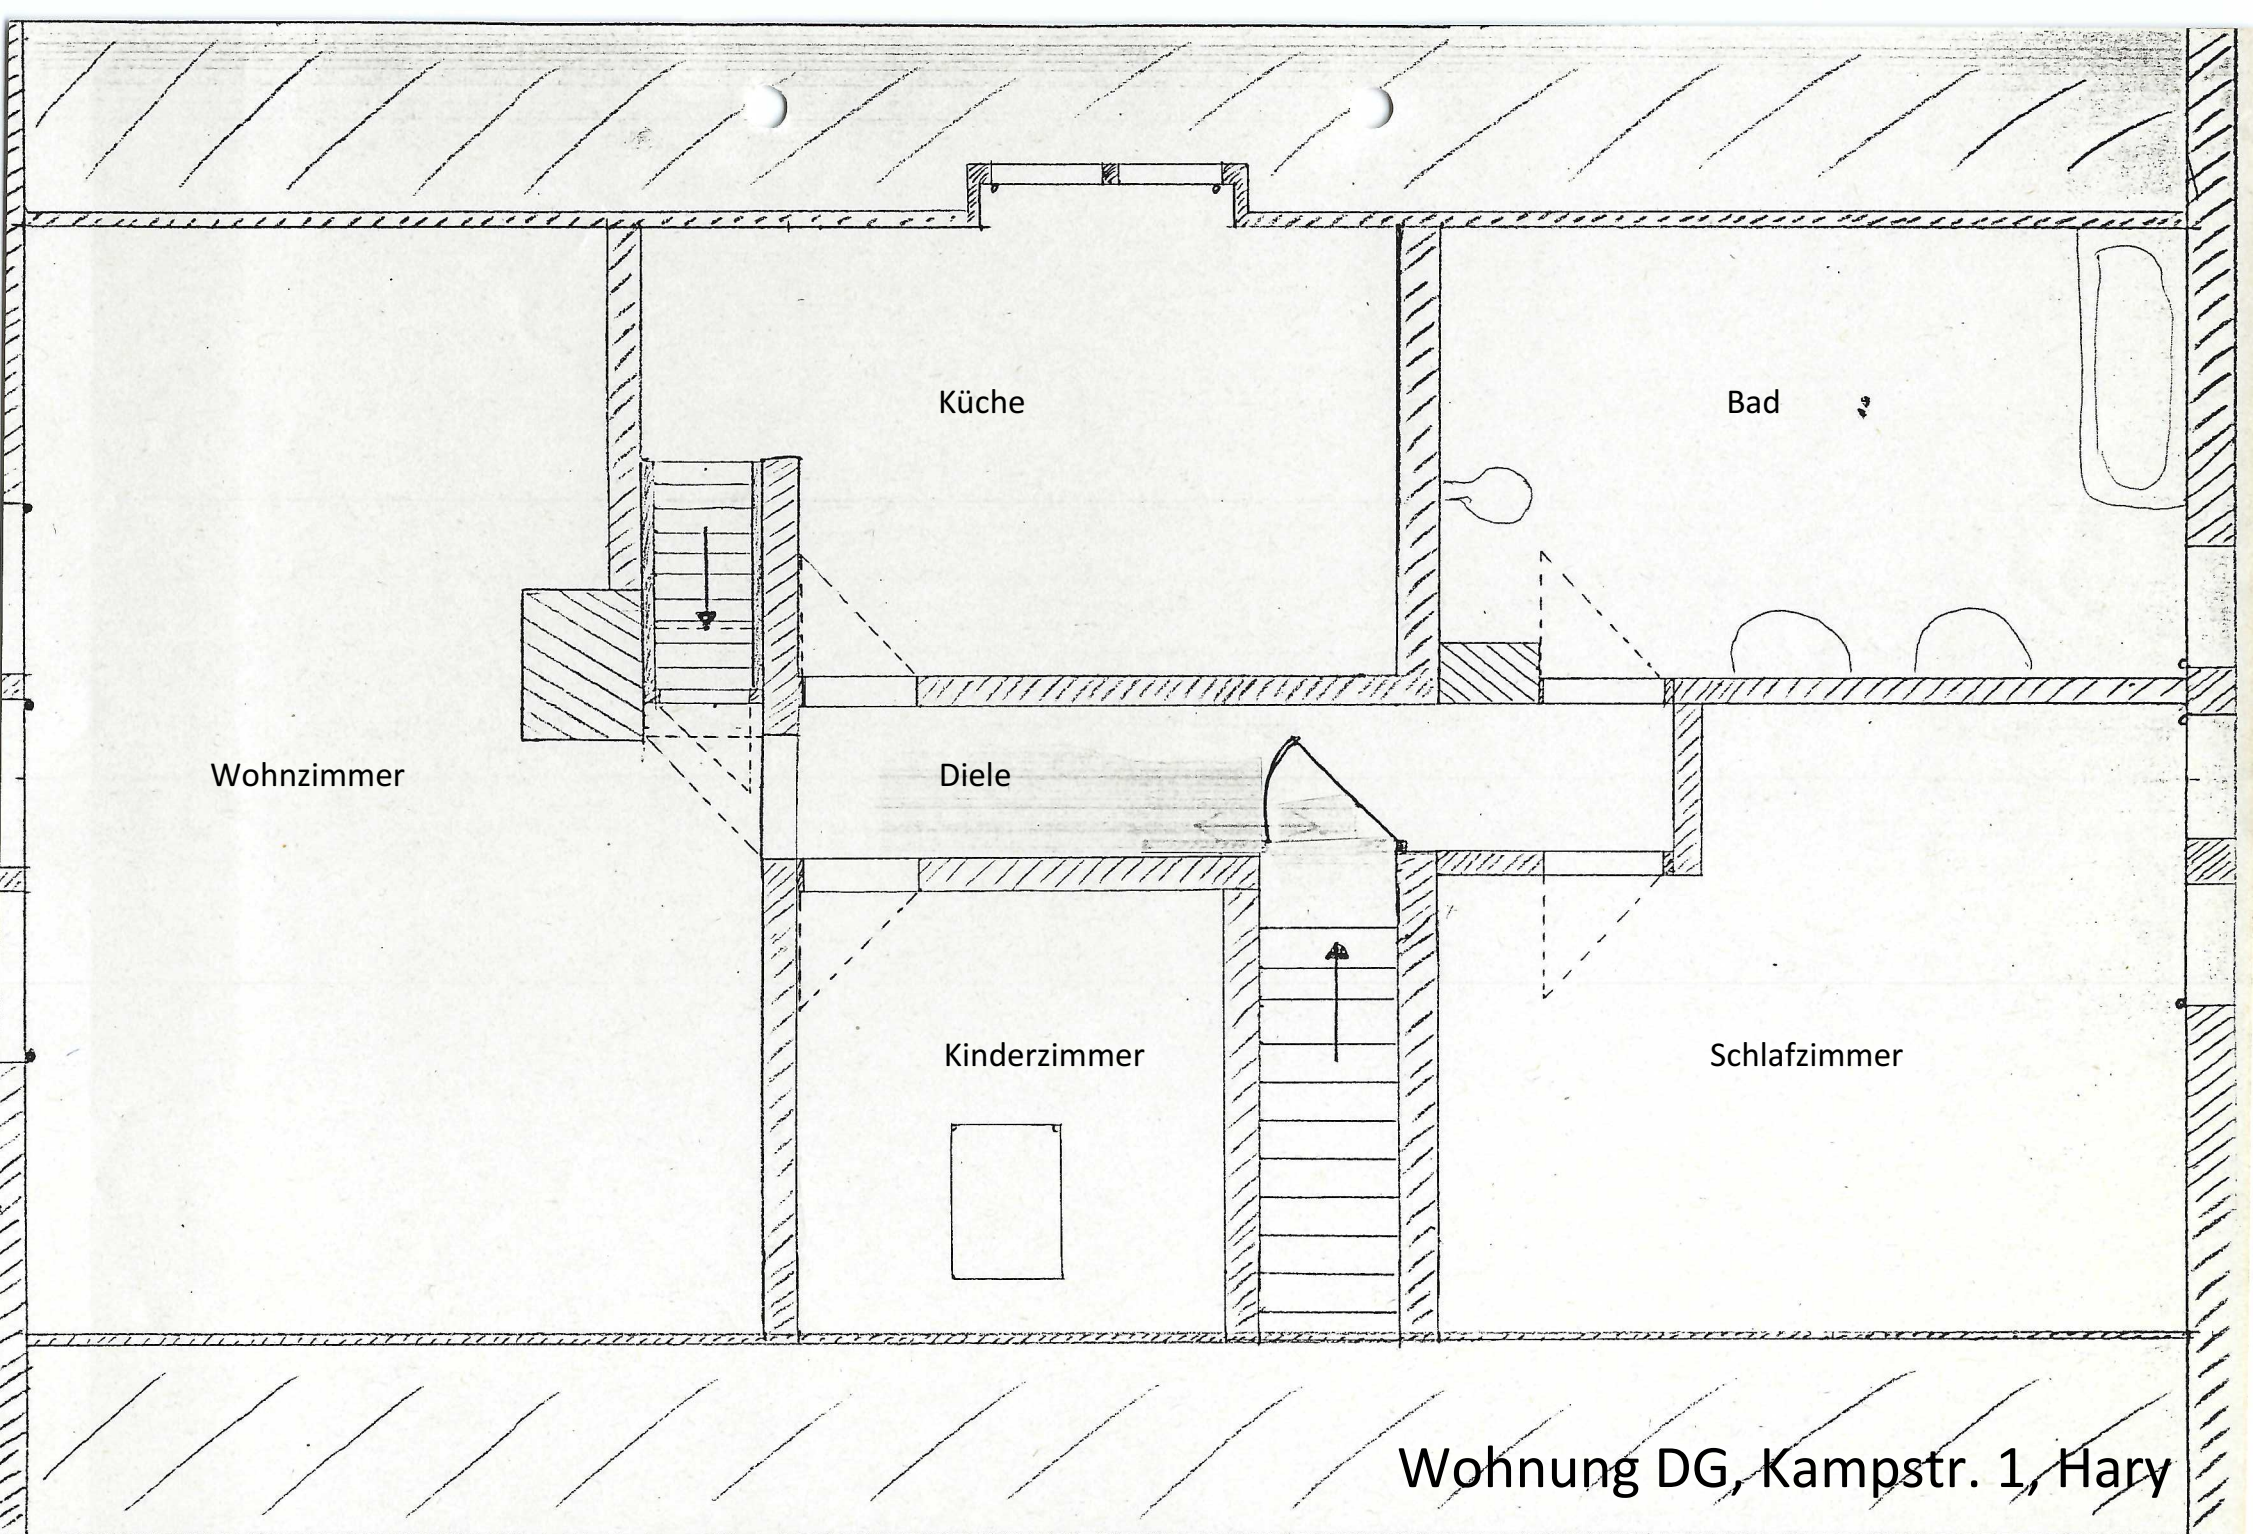 Küche
Bad
Wohnzimmer
Diele
Kinderzimmer
Schlafzimmer
Wohnung DG, Kampstr. 1, Hary